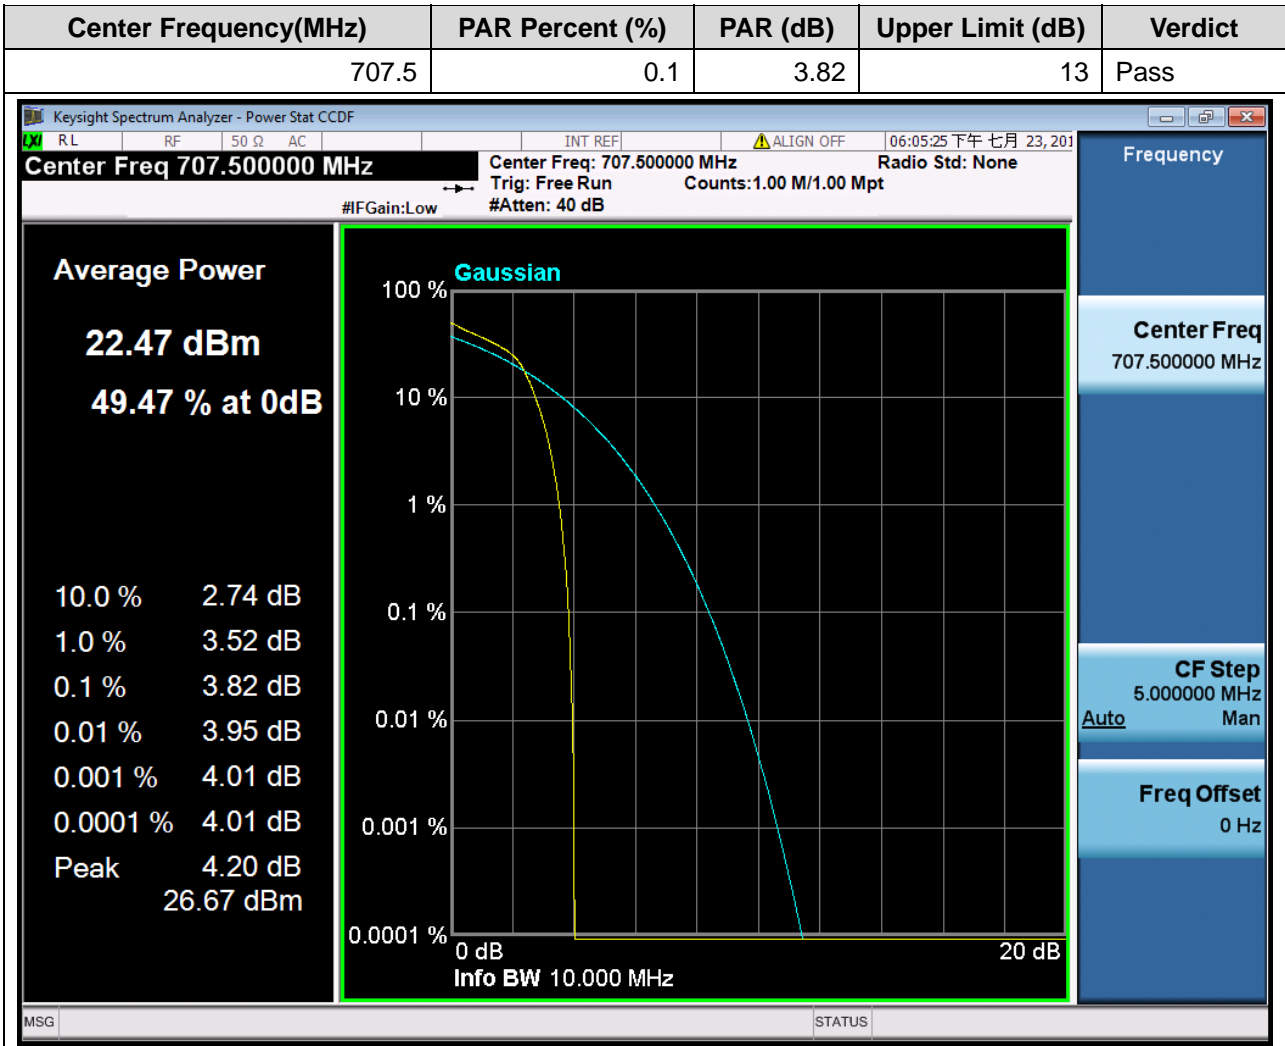 Center Frequency(MHz) PAR Percent (%) PAR (dB) Upper Limit (dB) Verdict
707.5 0.1 3.82 13 Pass
Keysight Spectrum Analyzer - Power Stat CCDF
LXI RL RF 50 Ω AC INT REF ALIGN OFF 06:05:25 下午 七月 23, 201
Center Freq 707.500000 MHz
#IFGain:Low
Center Freq: 707.500000 MHz Radio Std: None
Trig: Free Run Counts:1.00 M/1.00 Mpt
#Atten: 40 dB
Average Power
22.47 dBm
49.47 % at 0dB
10.0 % 2.74 dB
1.0 % 3.52 dB
0.1 % 3.82 dB
0.01 % 3.95 dB
0.001 % 4.01 dB
0.0001 % 4.01 dB
Peak 4.20 dB
26.67 dBm
Gaussian
100 %
10 %
1 %
0.1 %
0.01 %
0.001 %
0.0001 %
0 dB 20 dB
Info BW 10.000 MHz
Frequency
Center Freq
707.500000 MHz
CF Step
5.000000 MHz
Auto Man
Freq Offset
0 Hz
MSG STATUS